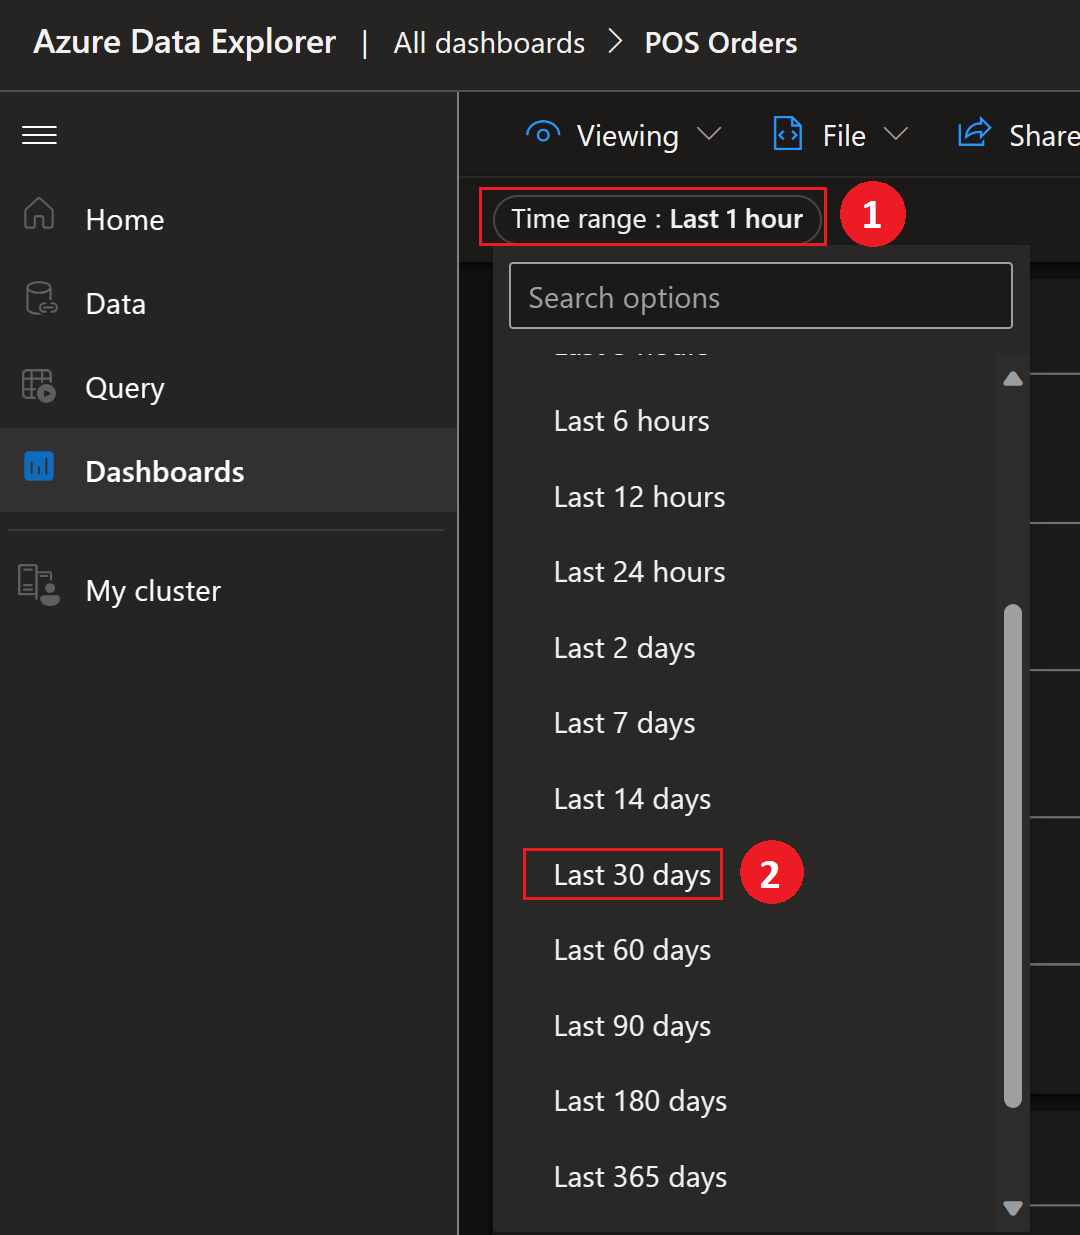 Azure Data Explorer | All dashboards > POS Orders
Viewing File Share
Time range : Last 1 hour 1
Home
Data
Query
Dashboards
My cluster
Search options
Last 6 hours
Last 12 hours
Last 24 hours
Last 2 days
Last 7 days
Last 14 days
Last 30 days 2
Last 60 days
Last 90 days
Last 180 days
Last 365 days